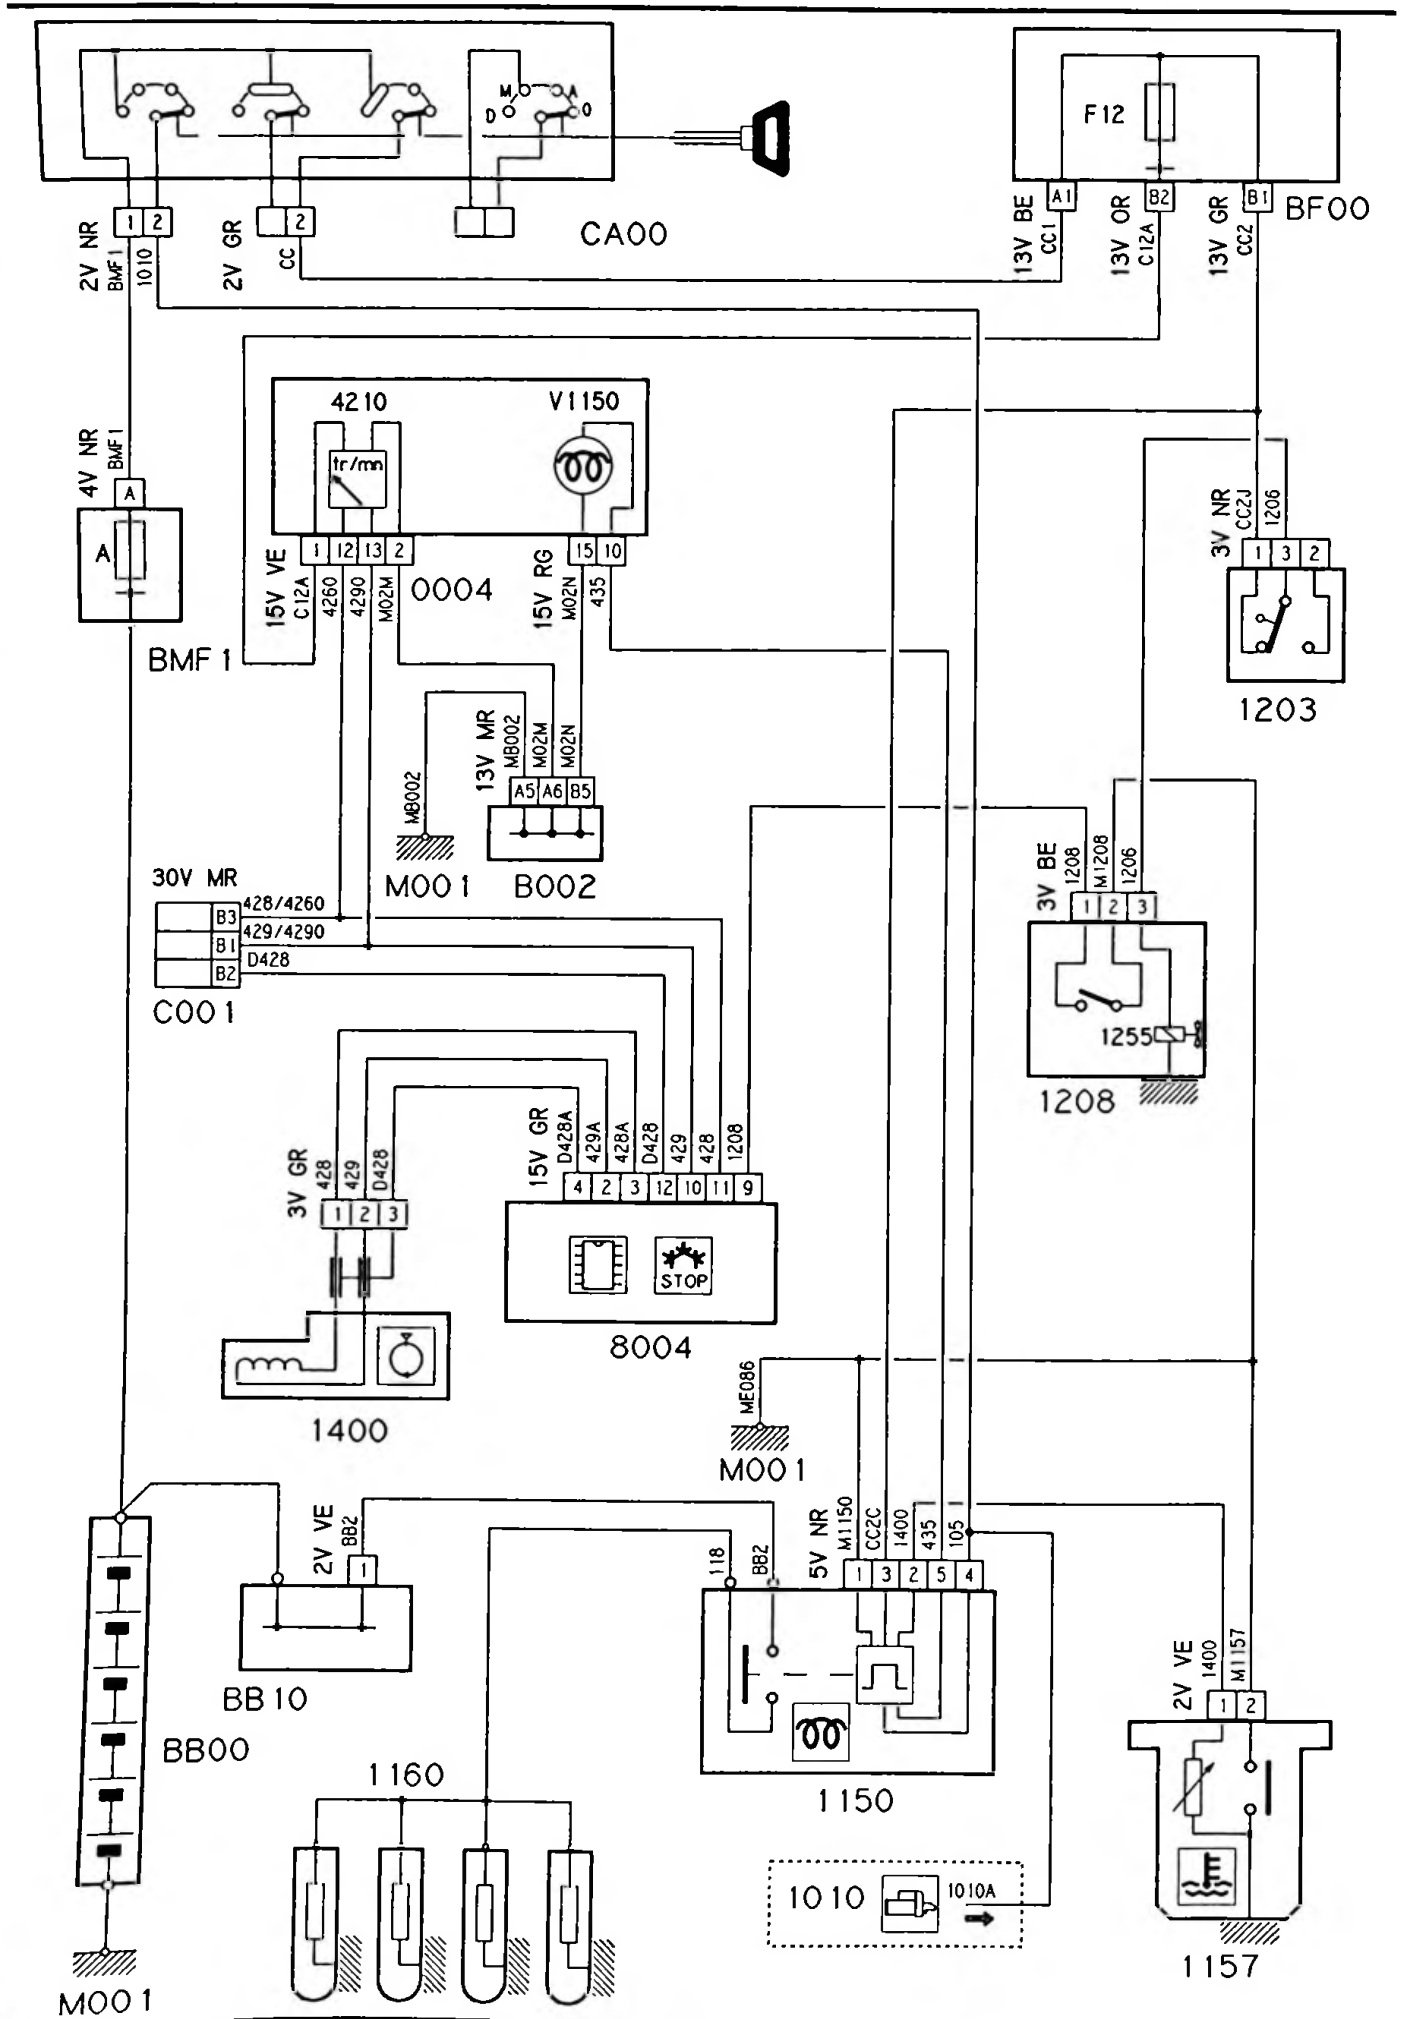 M A
D O
F12
1 2
2
CA00
A1 B2 B1
BF00
2V NR
BMF1
1010
2V GR
CC
13V BE
CC1
13V OR
C12A
13V GR
CC2
4210 V1150
tr/mn
4V NR
BMF1
A
A
BMF1
1 12 13 2
0004
15 10
15V VE
C12A
4260
4290
M02M
15V RG
M02N
435
3V NR
CC2J
1206
1 3 2
1203
13V MR
MB002
M02M
M02N
MB002
A5 A6 B5
M001 B002
3V BE
1208
M1208
1206
1 2 3
1255
1208
30V MR
B3 428/4260
B1 429/4290
B2 D428
C001
15V GR
D428A
429A
428A
D428
429
428
1208
4 2 3 12 10 11 9
STOP
8004
3V GR
428
429
D428
1 2 3
1400
ME086
M001
2V VE
BB2
1
BB10
118
BB2
5V NR
M1150
CC2C
1400
435
105
1 3 2 5 4
1150
BB00
M001
1160
1010 1010A
2V VE
1400
M1157
1 2
1157